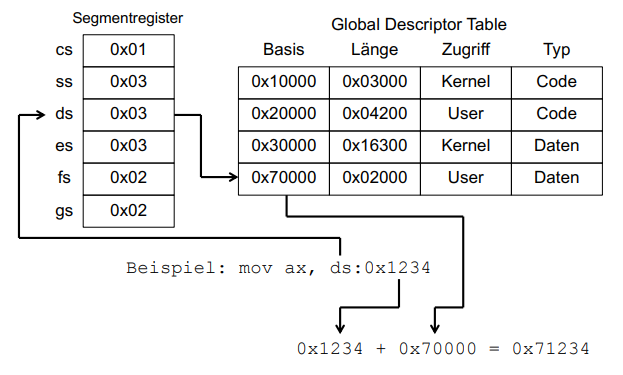 Segmentregister
cs 0x01
ss 0x03
ds 0x03
es 0x03
fs 0x02
gs 0x02
Global Descriptor Table
Basis Länge Zugriff Typ
0x10000 0x03000 Kernel Code
0x20000 0x04200 User Code
0x30000 0x16300 Kernel Daten
0x70000 0x02000 User Daten
Beispiel: mov ax, ds:0x1234
0x1234 + 0x70000 = 0x71234